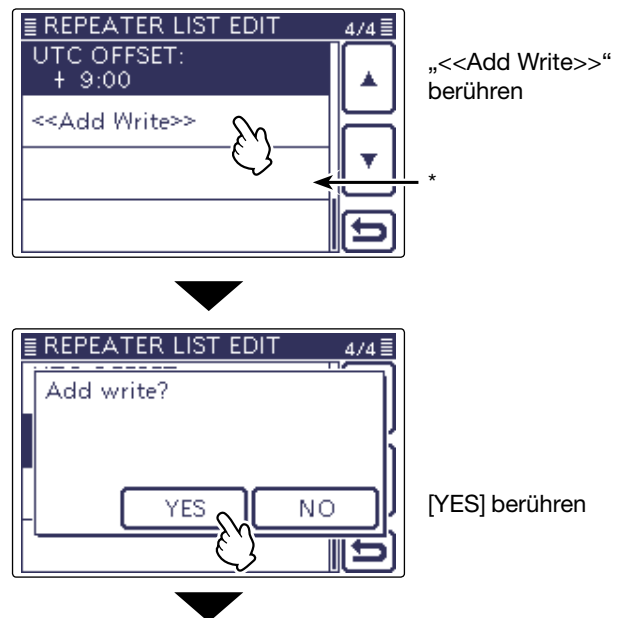 REPEATER LIST EDIT 4/4
UTC OFFSET:
+ 9:00
<<Add Write>>
„<<Add Write>>“
berühren
*
REPEATER LIST EDIT 4/4
Add write?
YES NO
[YES] berühren